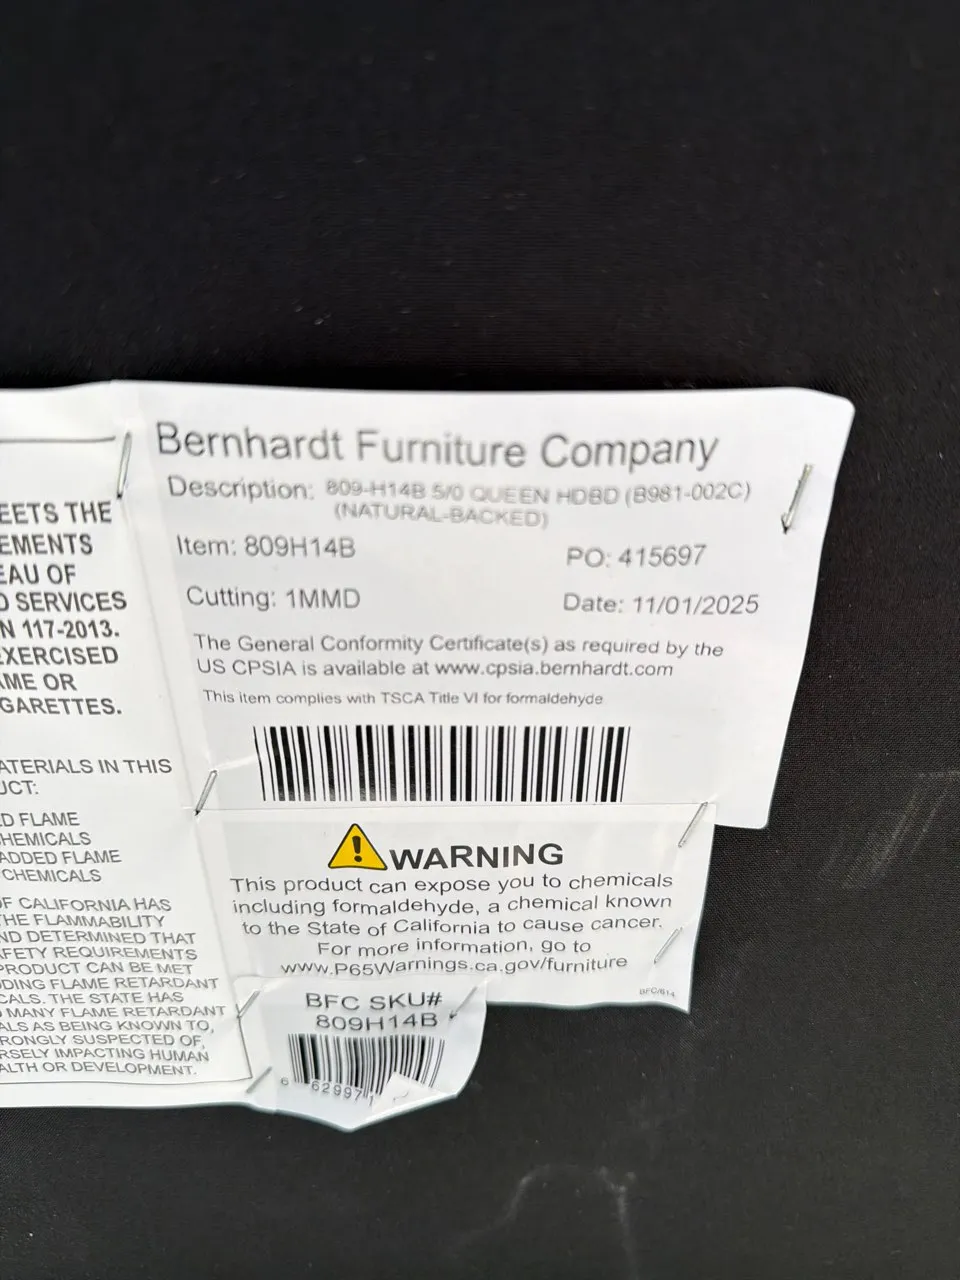 Bernhardt Furniture Company
Description: 809-H14B 5/0 QUEEN HDBD (B981-002C)
(NATURAL-BACKED)
Item: 809H14B
PO: 415697
Cutting: 1MMD
Date: 11/01/2025
The General Conformity Certificate(s) as required by the
US CPSIA is available at www.cpsia.bernhardt.com
This item complies with TSCA Title VI for formaldehyde
WARNING
This product can expose you to chemicals
including formaldehyde, a chemical known
to the State of California to cause cancer.
For more information, go to
www.P65Warnings.ca.gov/furniture
BFC/614
BFC SKU#
809H14B
6 62997
EETS THE
EMENTS
EAU OF
D SERVICES
N 117-2013.
EXERCISED
AME OR
GARETTES.
ATERIALS IN THIS
UCT:
D FLAME
CHEMICALS
ADDED FLAME
CHEMICALS
OF CALIFORNIA HAS
THE FLAMMABILITY
ND DETERMINED THAT
AFETY REQUIREMENTS
PRODUCT CAN BE MET
DING FLAME RETARDANT
CALS. THE STATE HAS
MANY FLAME RETARDANT
ALS AS BEING KNOWN TO,
RONGLY SUSPECTED OF,
RSELY IMPACTING HUMAN
ALTH OR DEVELOPMENT.